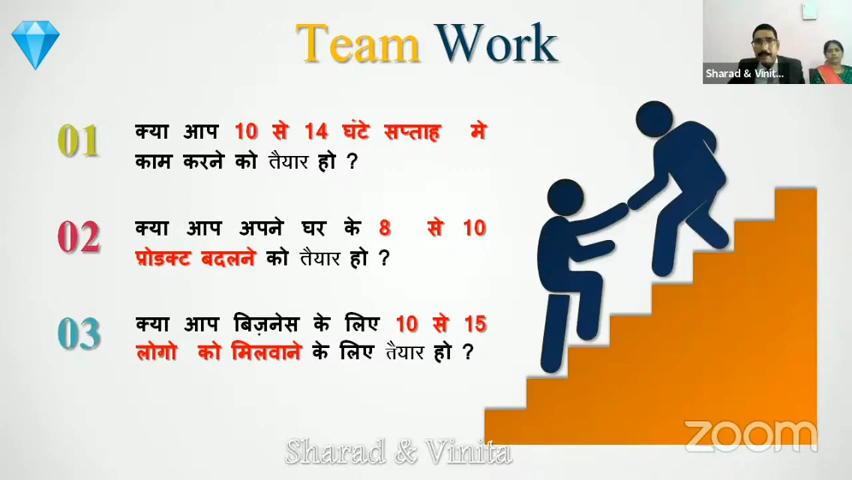 Team Work
Sharad & Vinit...
01
क्या आप 10 से 14 घंटे सप्ताह मे
काम करने को तैयार हो ?
02
क्या आप अपने घर के 8 से 10
प्रोडक्ट बदलने को तैयार हो ?
03
क्या आप बिज़नेस के लिए 10 से 15
लोगो को मिलवाने के लिए तैयार हो ?
zoom
Sharad & Vinita